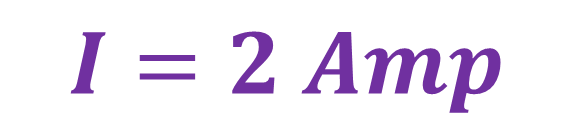 I = 2 Amp